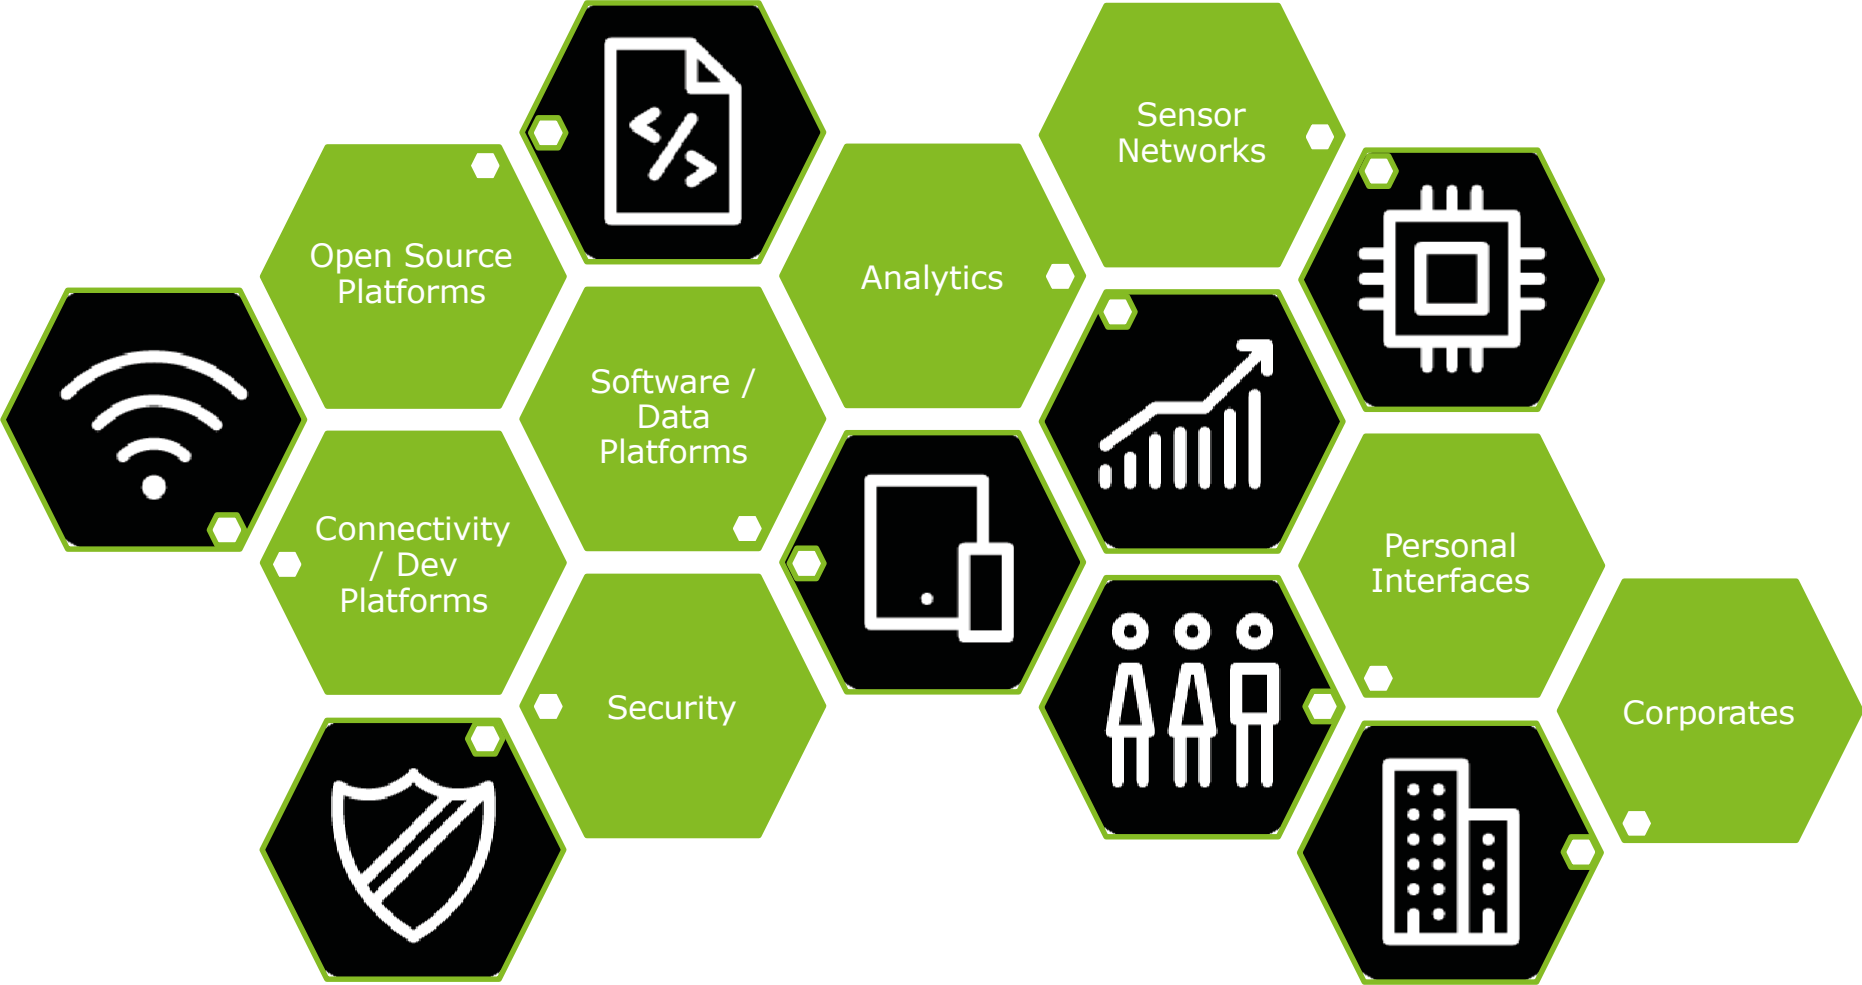 Sensor
Networks
Open Source
Platforms
Analytics
Software /
Data
Platforms
Connectivity
/ Dev
Platforms
Personal
Interfaces
Security
Corporates